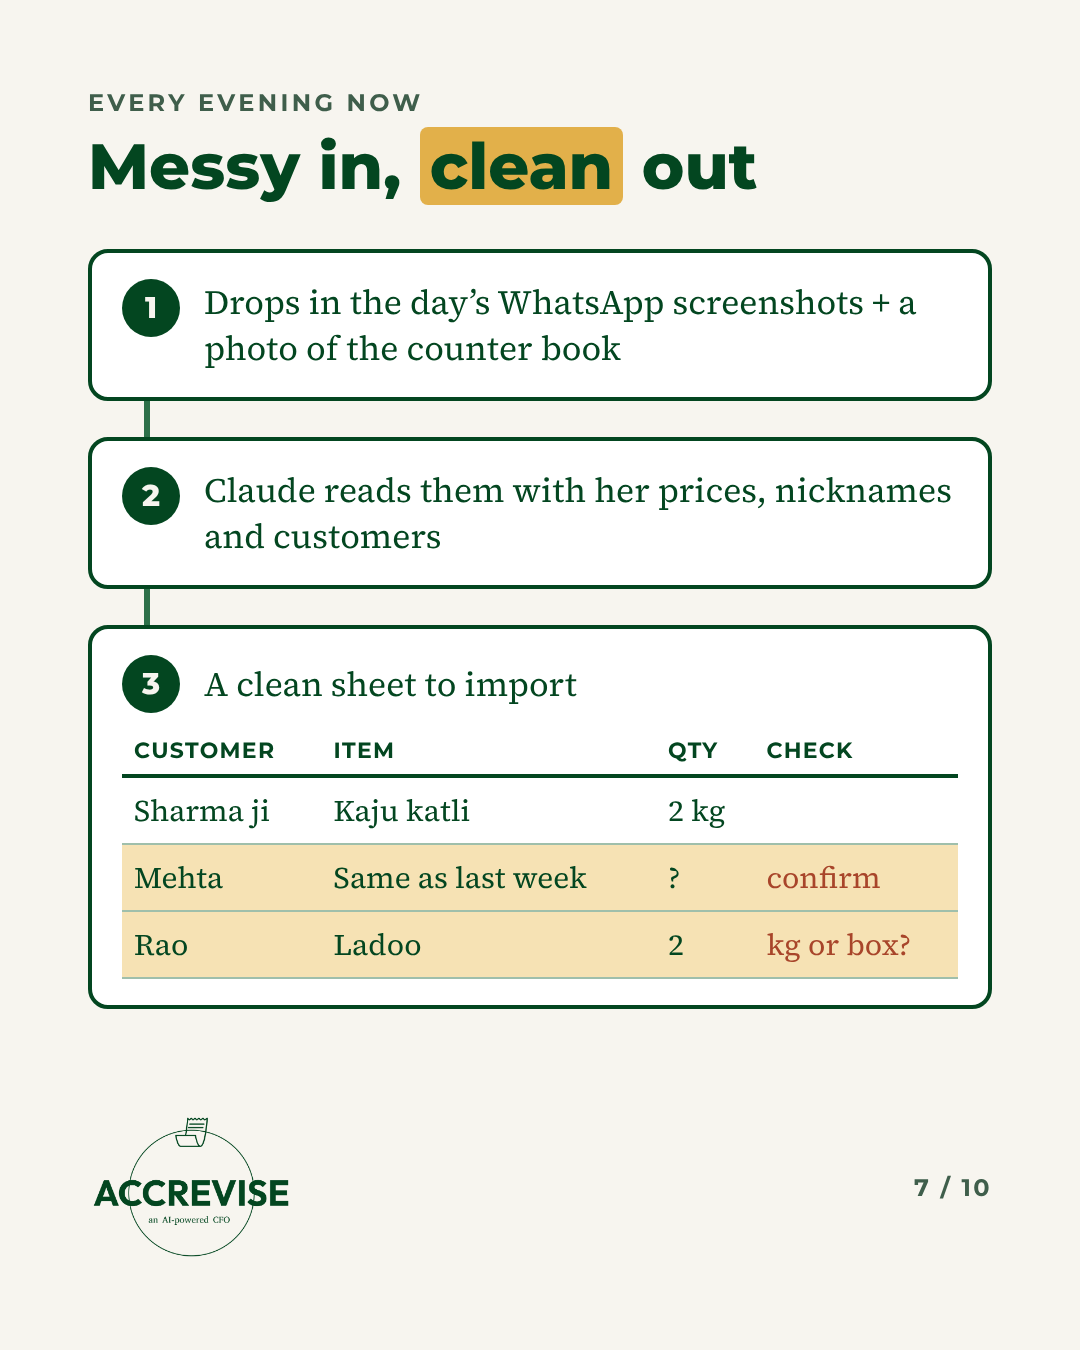 EVERY EVENING NOW
Messy in, clean out
1 Drops in the day’s WhatsApp screenshots + a
photo of the counter book
2 Claude reads them with her prices, nicknames
and customers
3 A clean sheet to import
CUSTOMER ITEM QTY CHECK
Sharma ji Kaju katli 2 kg
Mehta Same as last week ? confirm
Rao Ladoo 2 kg or box?
ACCREVISE
an AI-powered CFO
7 / 10